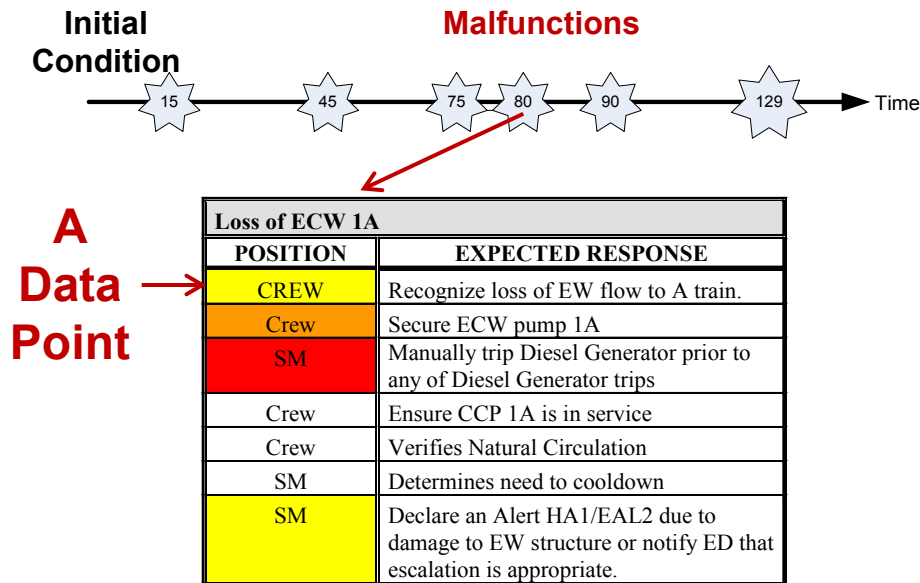 Initial
Condition
Malfunctions
15
45
75
80
90
129
Time
A
Data
Point
Loss of ECW 1A
POSITION EXPECTED RESPONSE
CREW Recognize loss of EW flow to A train.
Crew Secure ECW pump 1A
SM Manually trip Diesel Generator prior to
any of Diesel Generator trips
Crew Ensure CCP 1A is in service
Crew Verifies Natural Circulation
SM Determines need to cooldown
SM Declare an Alert HA1/EAL2 due to
damage to EW structure or notify ED that
escalation is appropriate.